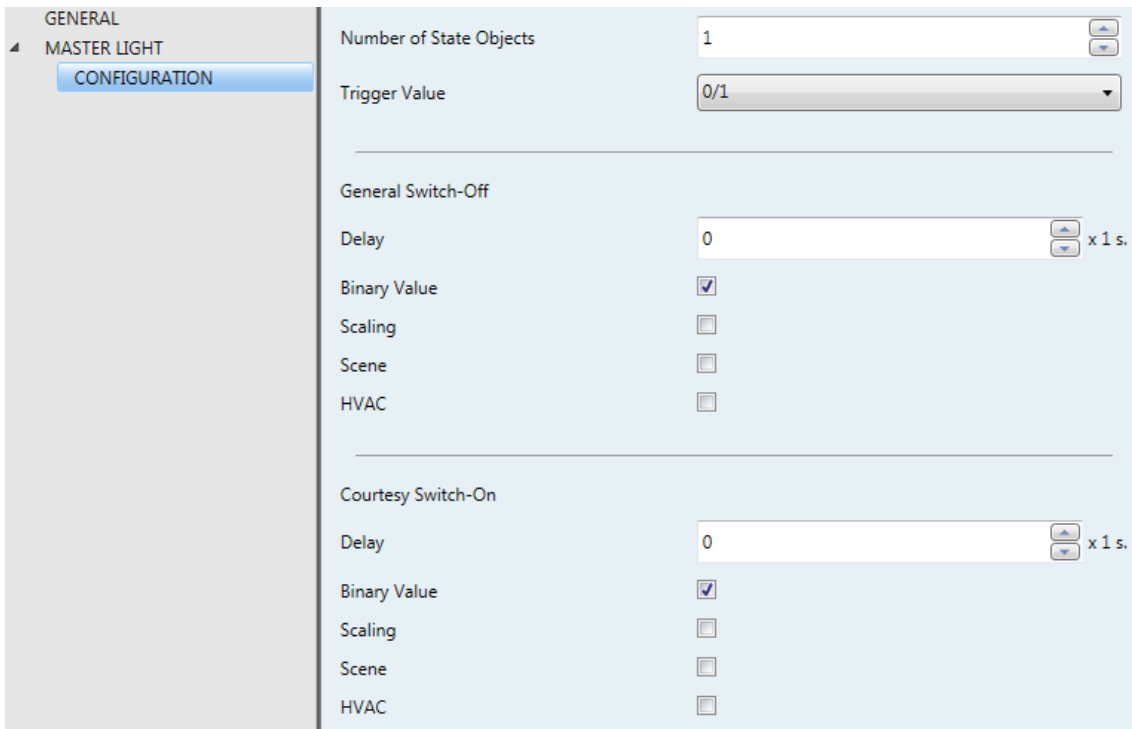 GENERAL
MASTER LIGHT
CONFIGURATION
Number of State Objects 1
Trigger Value 0/1
General Switch-Off
Delay 0 x 1 s.
Binary Value
Scaling
Scene
HVAC
Courtesy Switch-On
Delay 0 x 1 s.
Binary Value
Scaling
Scene
HVAC